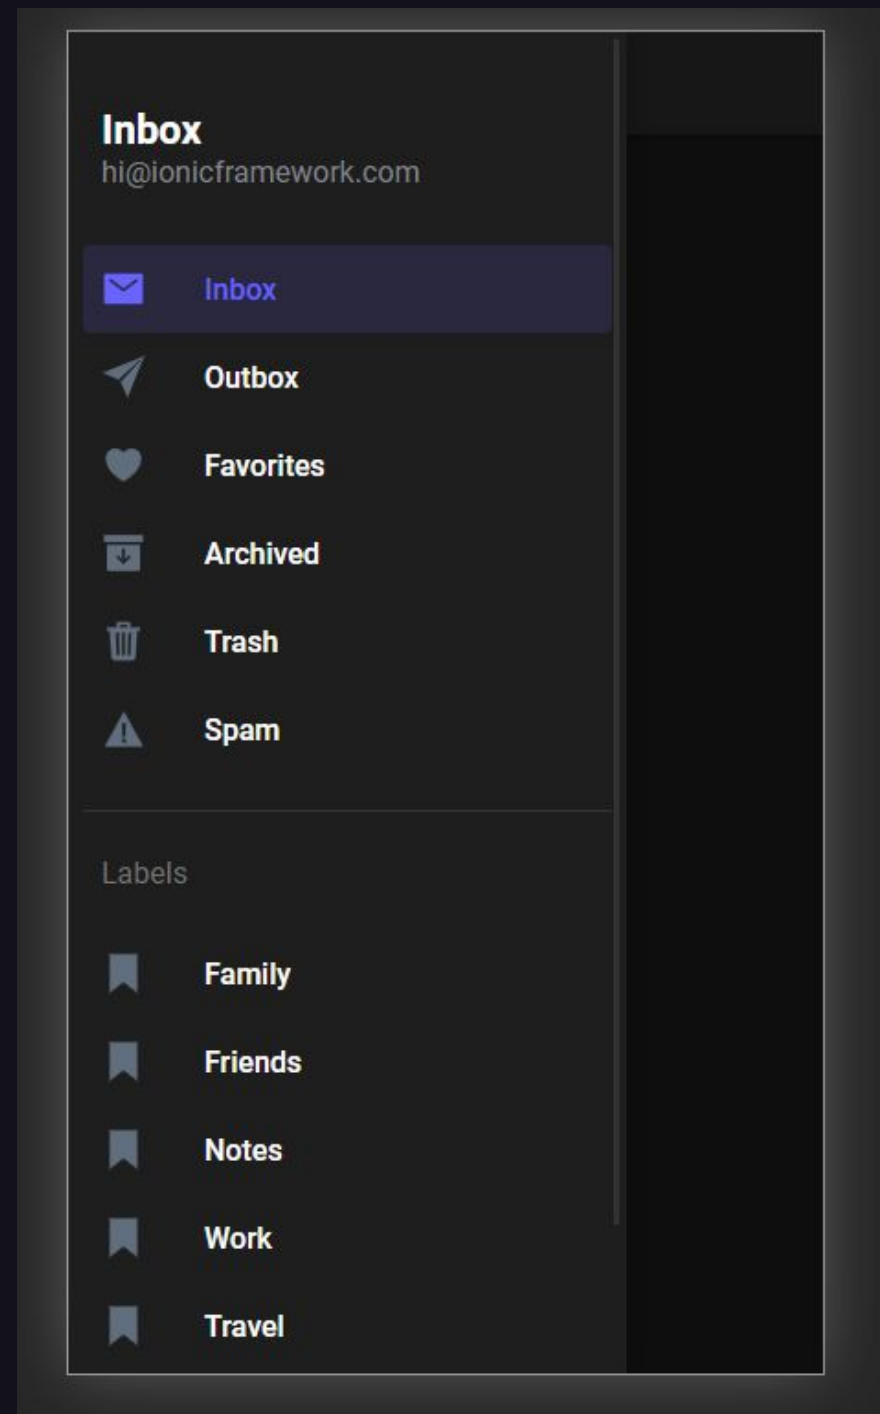 Inbox
hi@ionicframework.com
Inbox
Outbox
Favorites
Archived
Trash
Spam
Labels
Family
Friends
Notes
Work
Travel